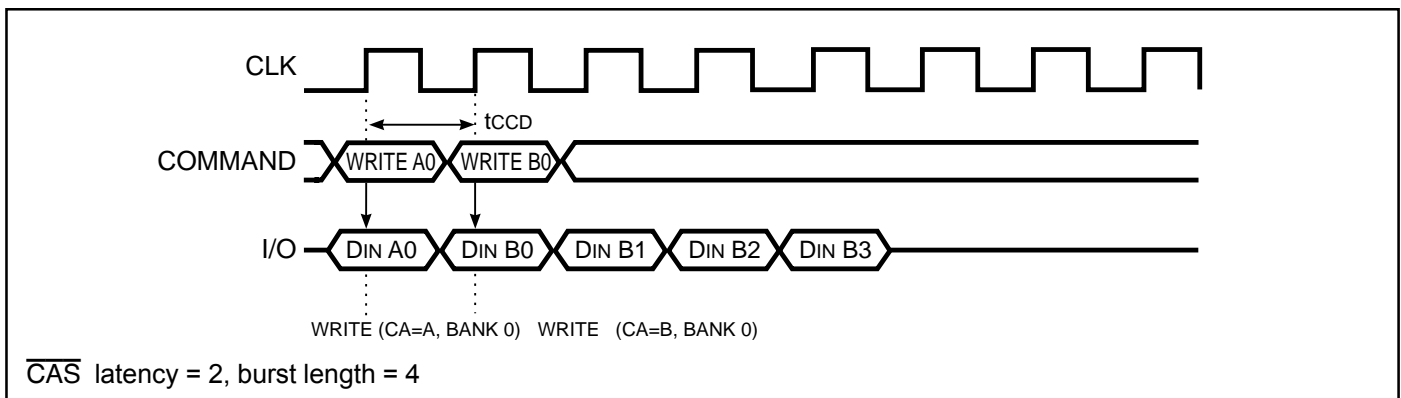 CLK
tCCD
COMMAND WRITE A0 WRITE B0
I/O DIN A0 DIN B0 DIN B1 DIN B2 DIN B3
WRITE (CA=A, BANK 0) WRITE (CA=B, BANK 0)
CAS latency = 2, burst length = 4